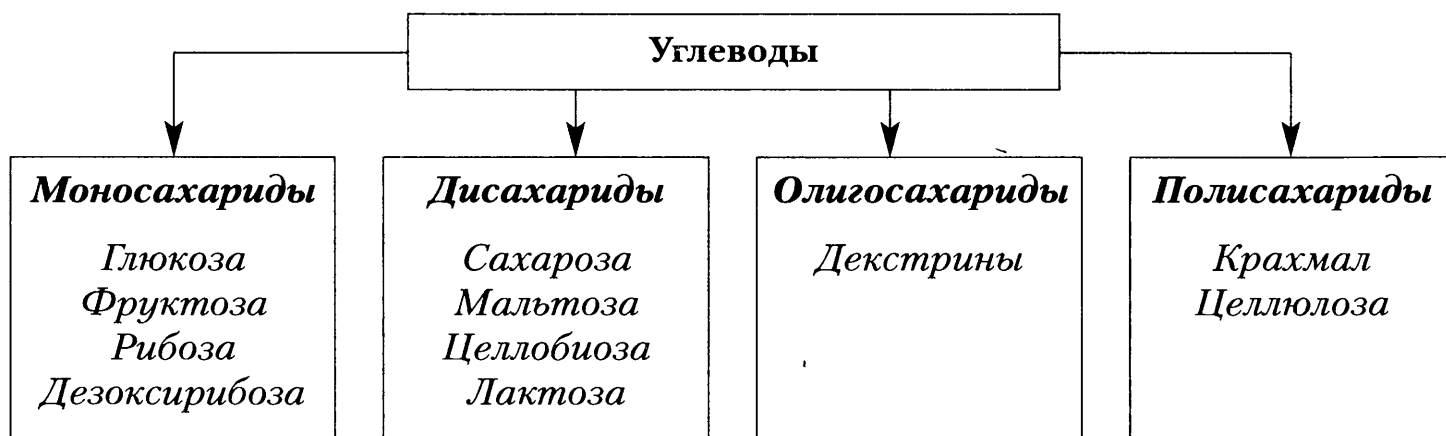 Углеводы
Моносахариды
Глюкоза
Фруктоза
Рибоза
Дезоксирибоза
Дисахариды
Сахароза
Мальтоза
Целлобиоза
Лактоза
Олигосахариды
Декстрины
Полисахариды
Крахмал
Целлюлоза